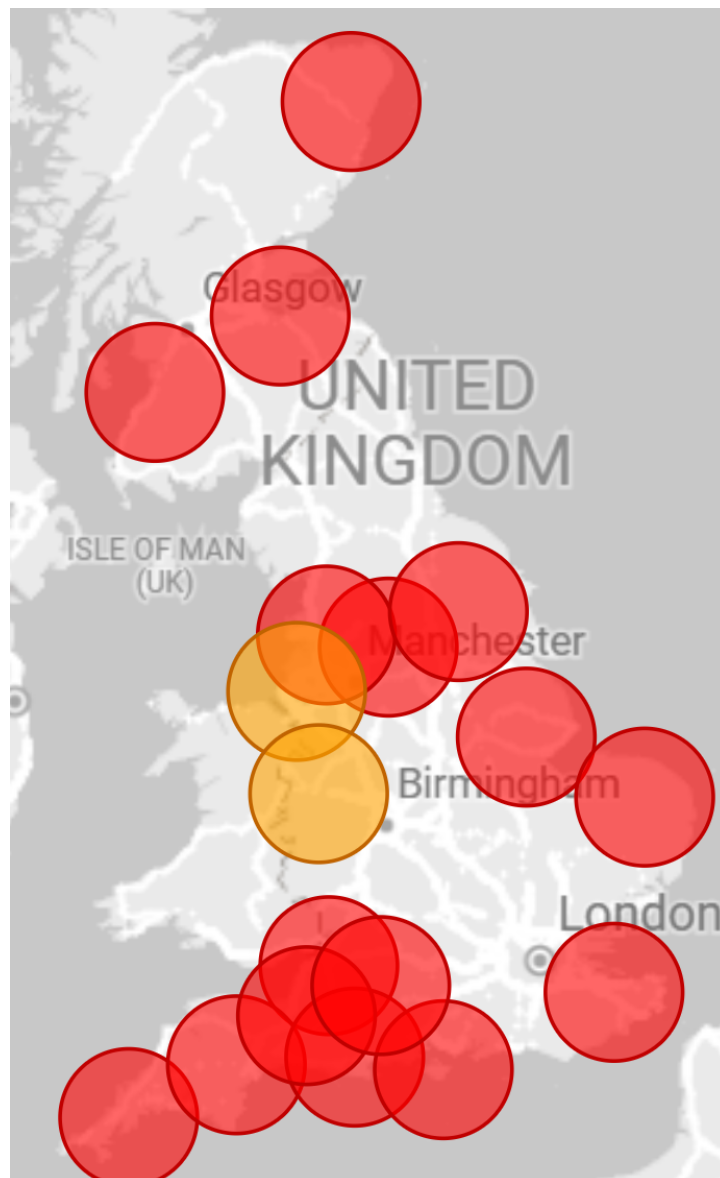 Glasgow
UNITED
KINGDOM
ISLE OF MAN
(UK)
Manchester
Birmingham
London